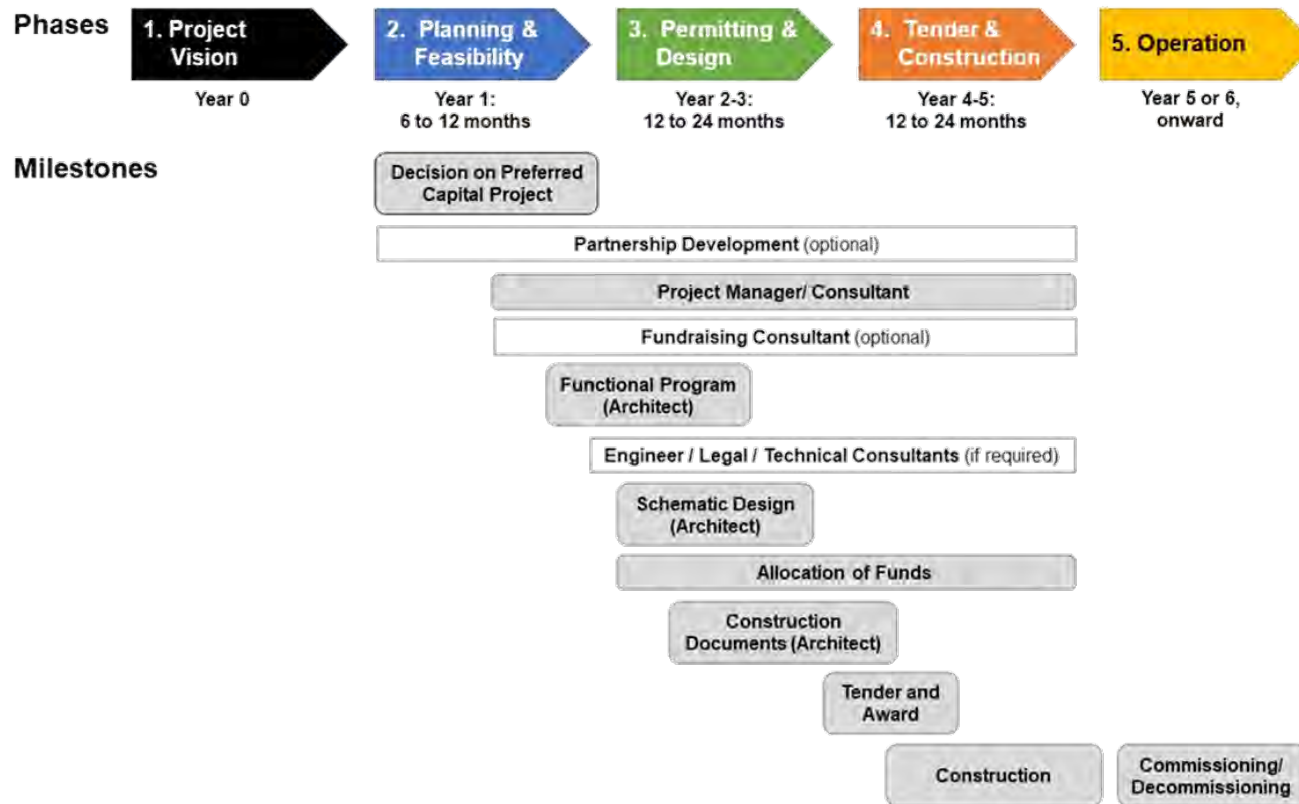 Phases
1. Project
Vision
2. Planning &
Feasibility
3. Permitting &
Design
4. Tender &
Construction
5. Operation
Year 0
Year 1:
6 to 12 months
Year 2-3:
12 to 24 months
Year 4-5:
12 to 24 months
Year 5 or 6,
onward
Milestones
Decision on Preferred
Capital Project
Partnership Development (optional)
Project Manager/ Consultant
Fundraising Consultant (optional)
Functional Program
(Architect)
Engineer / Legal / Technical Consultants (if required)
Schematic Design
(Architect)
Allocation of Funds
Construction
Documents (Architect)
Tender and
Award
Construction
Commissioning/
Decommissioning